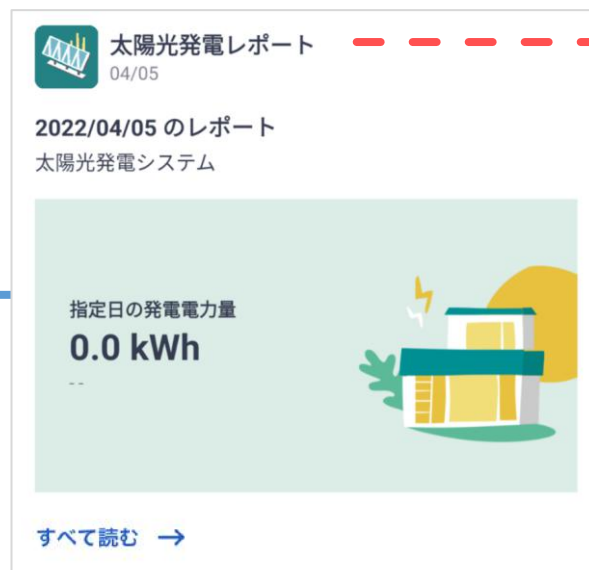 太陽光発電レポート
04/05
2022/04/05 のレポート
太陽光発電システム
指定日の発電電力量
0.0 kWh
--
すべて読む →